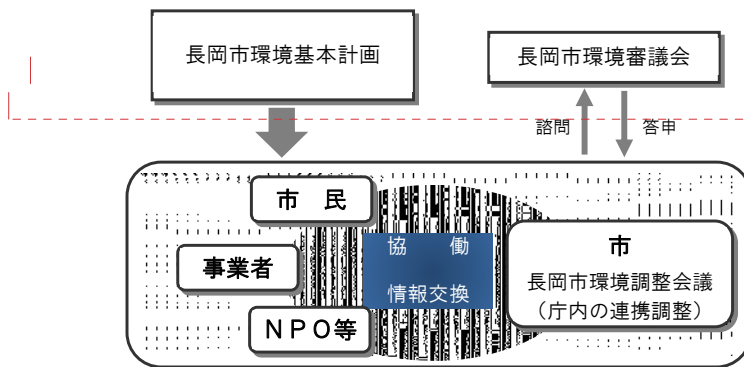 長岡市環境基本計画
長岡市環境審議会
諮問
答申
市 民
事業者
NPO等
協 働
情報交換
市
長岡市環境調整会議
(庁内の連携調整)